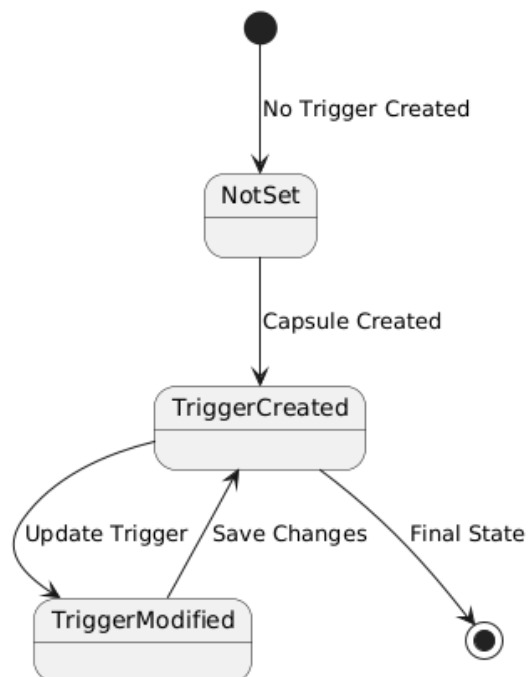 No Trigger Created
NotSet
Capsule Created
TriggerCreated
Update Trigger
Save Changes
Final State
TriggerModified